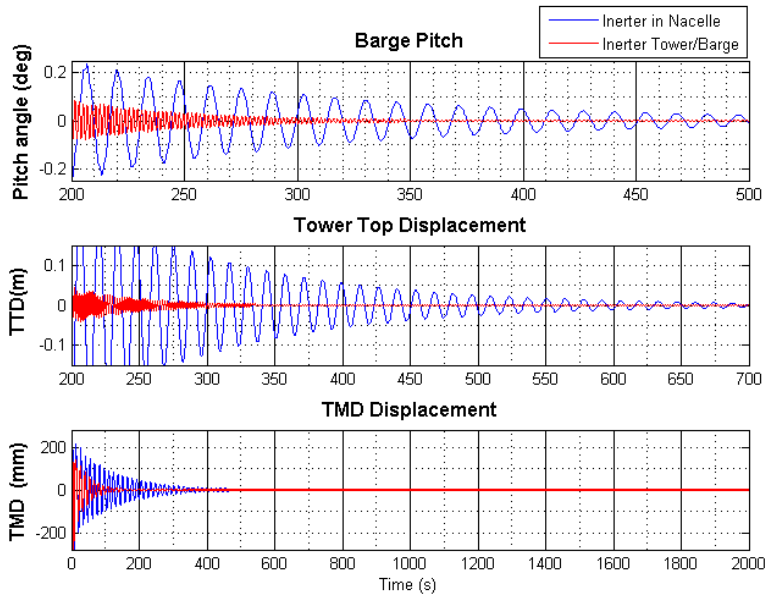 Inerter in Nacelle
Inerter Tower/Barge
Barge Pitch
Pitch angle (deg)
0.2
0
-0.2
200 250 300 350 400 450 500
Tower Top Displacement
TTD(m)
0.1
0
-0.1
200 250 300 350 400 450 500 550 600 650 700
TMD Displacement
TMD (mm)
200
0
-200
0 200 400 600 800 1000 1200 1400 1600 1800 2000
Time (s)